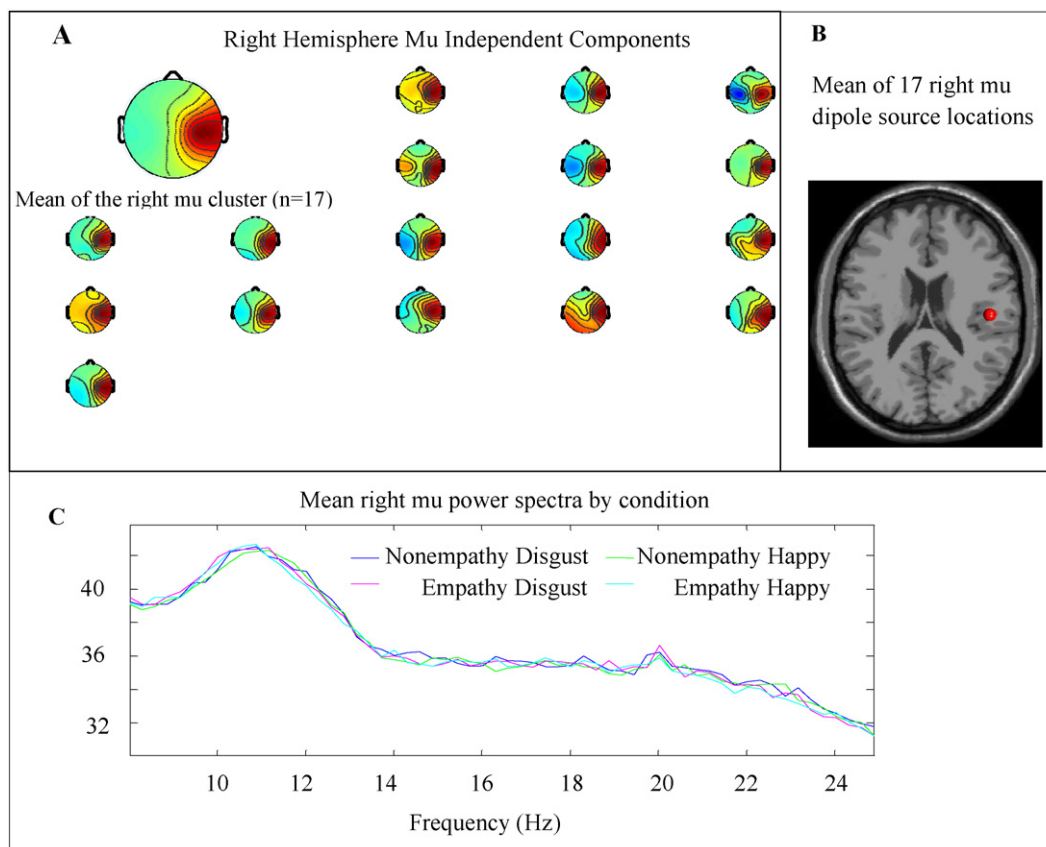 A
Right Hemisphere Mu Independent Components
Mean of the right mu cluster (n=17)
B
Mean of 17 right mu
dipole source locations
C
Mean right mu power spectra by condition
Nonempathy Disgust
Nonempathy Happy
Empathy Disgust
Empathy Happy
40
36
32
10
12
14
16
18
20
22
24
Frequency (Hz)